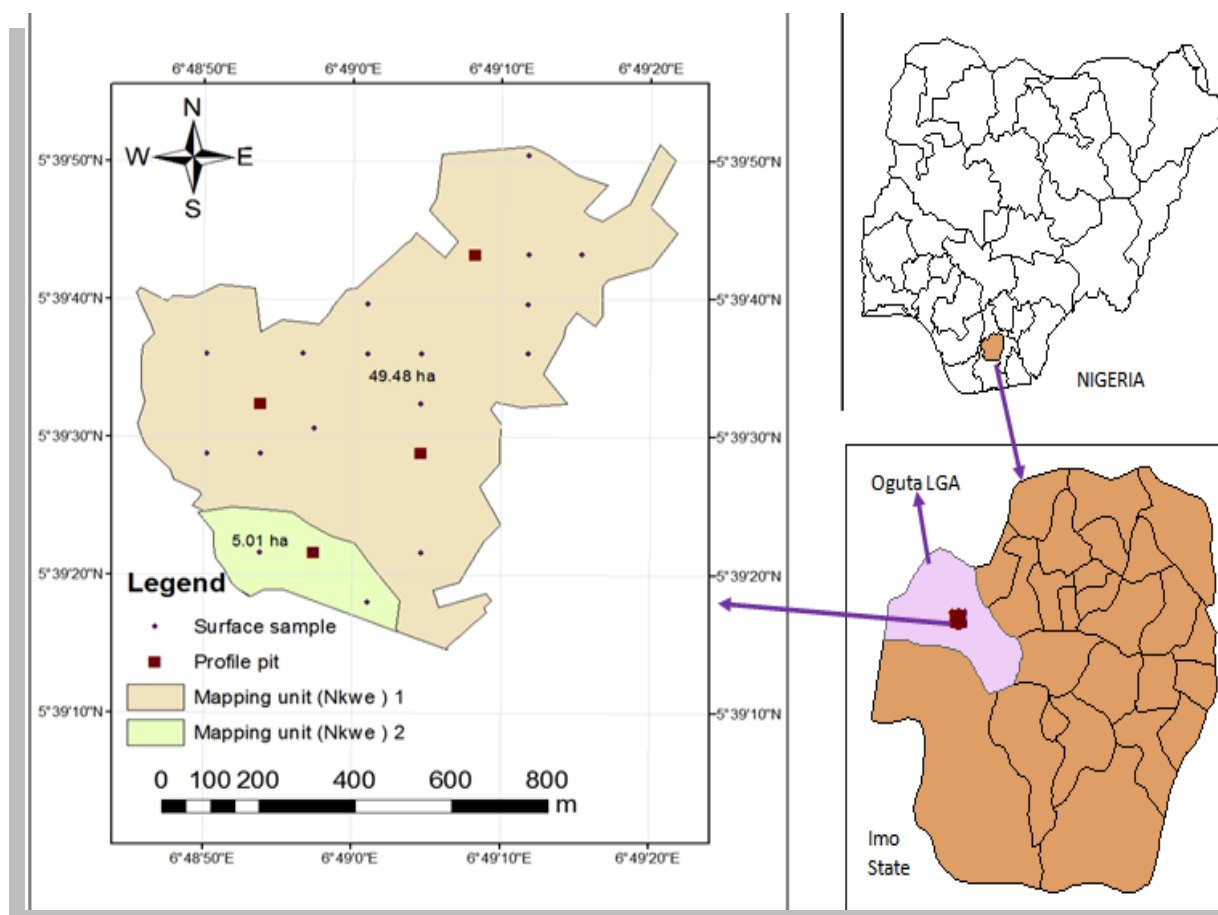 6°48'50"E 6°49'0"E 6°49'10"E 6°49'20"E
N
W E
S
5°39'50"N 5°39'50"N
5°39'40"N 5°39'40"N
49.48 ha
5°39'30"N 5°39'30"N
5.01 ha
5°39'20"N 5°39'20"N
Legend
Surface sample
Profile pit
Mapping unit (Nkwe ) 1
5°39'10"N 5°39'10"N
Mapping unit (Nkwe ) 2
0 100 200 400 600 800
m
6°48'50"E 6°49'0"E 6°49'10"E 6°49'20"E
NIGERIA
Oguta LGA
Imo
State